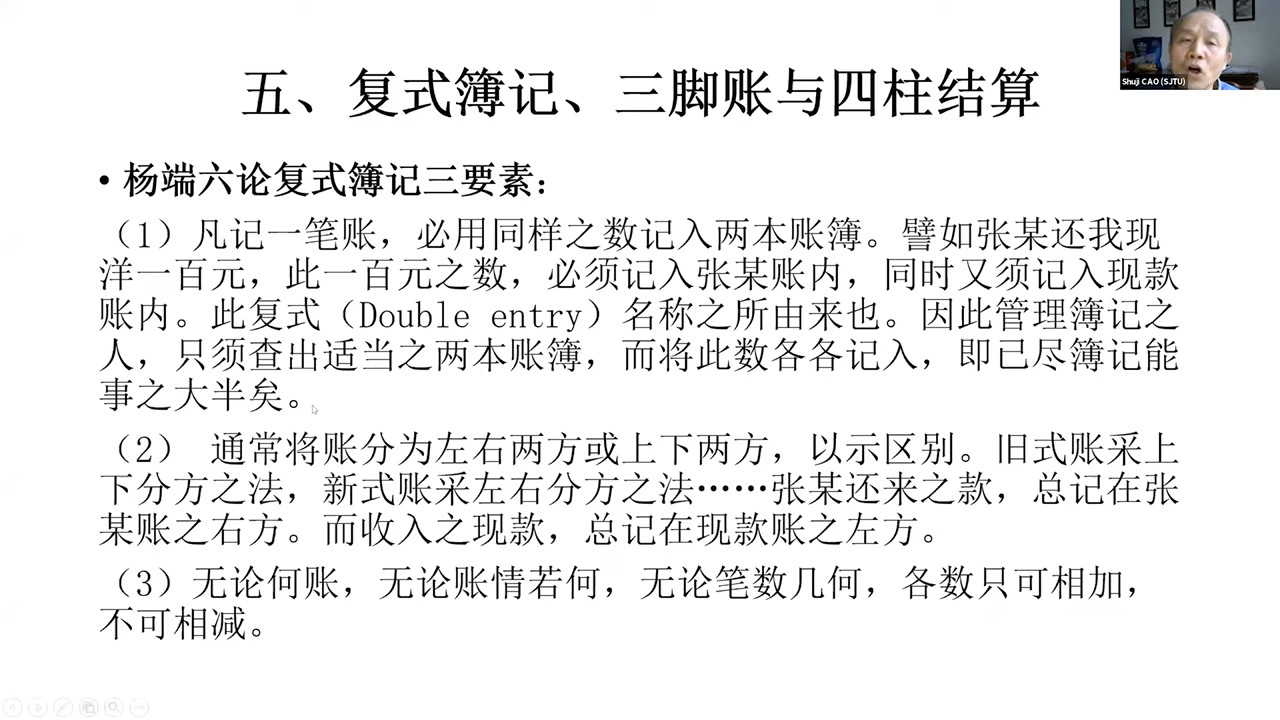 Shuji CAO (SJTU)
五、复式簿记、三脚账与四柱结算
• 杨端六论复式簿记三要素：
（1）凡记一笔账，必用同样之数记入两本账簿。譬如张某还我现
洋一百元，此一百元之数，必须记入张某账内，同时又须记入现款
账内。此复式（Double entry）名称之所由来也。因此管理簿记之
人，只须查出适当之两本账簿，而将此数各各记入，即已尽簿记能
事之大半矣。
（2） 通常将账分为左右两方或上下两方，以示区别。旧式账采上
下分方之法，新式账采左右分方之法……张某还来之款，总记在张
某账之右方。而收入之现款，总记在现款账之左方。
（3）无论何账，无论账情若何，无论笔数几何，各数只可相加，
不可相减。